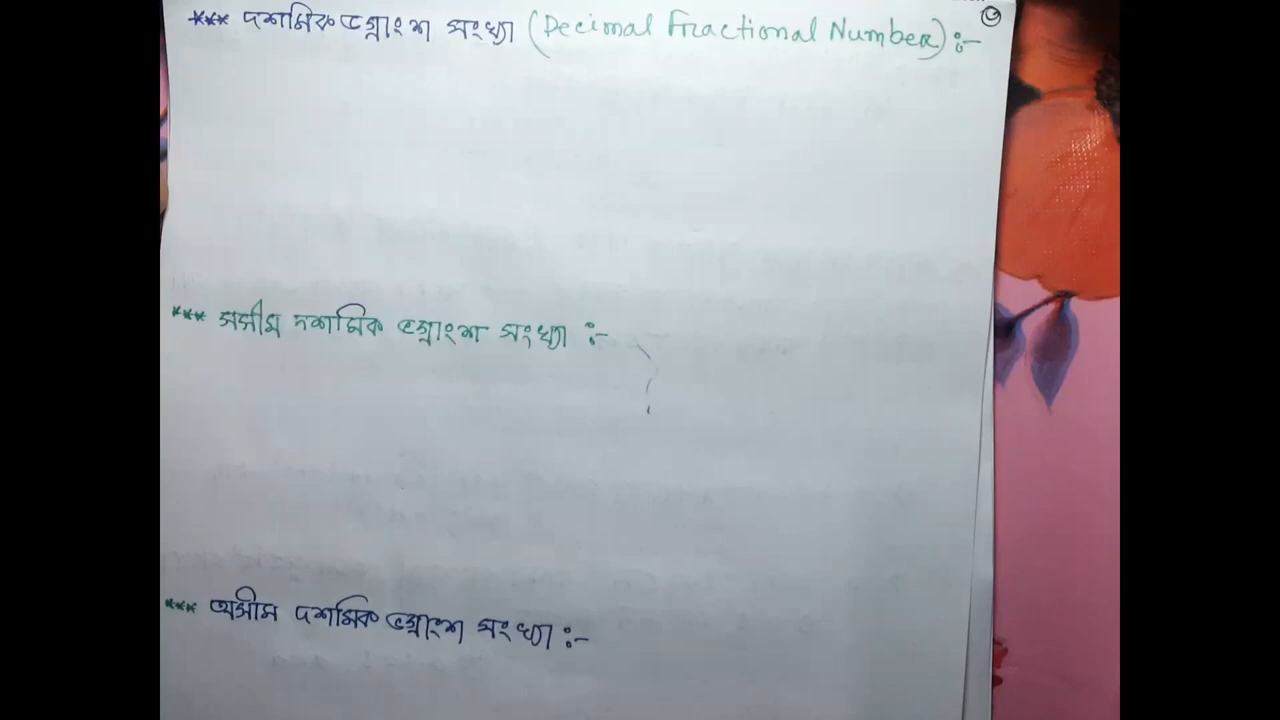 *** দশমিক ভগ্নাংশ সংখ্যা (Decimal Fractional Number) :-
*** সসীম দশমিক ভগ্নাংশ সংখ্যা :-
*** অসীম দশমিক ভগ্নাংশ সংখ্যা :-